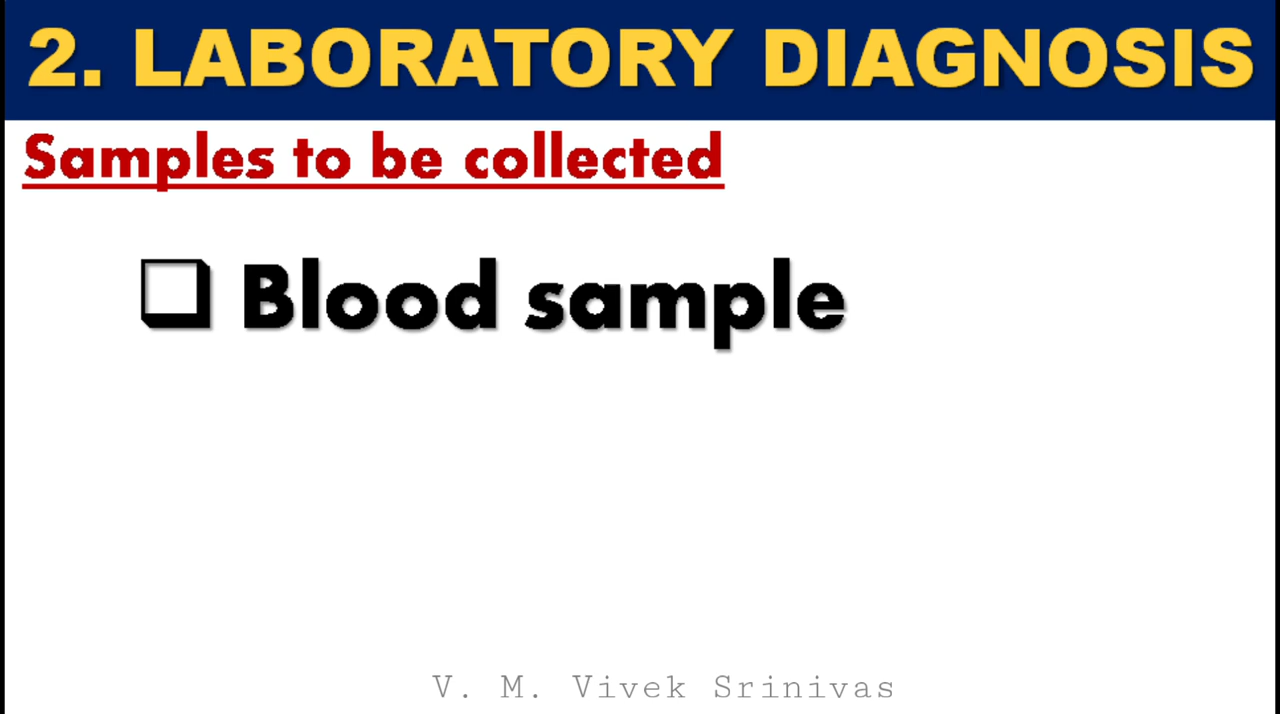 2. LABORATORY DIAGNOSIS
Samples to be collected
❑ Blood sample
V. M. Vivek Srinivas